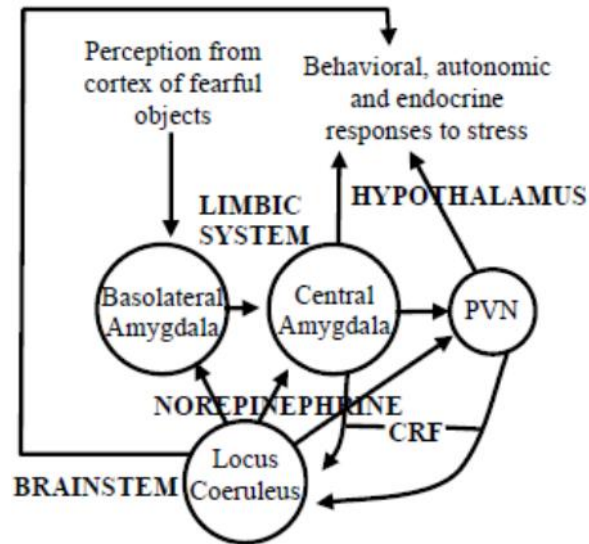 Perception from
cortex of fearful
objects
Behavioral, autonomic
and endocrine
responses to stress
LIMBIC
SYSTEM
HYPOTHALAMUS
Basolateral
Amygdala
Central
Amygdala
PVN
NOREPINEPHRINE
CRF
Locus
Coeruleus
BRAINSTEM